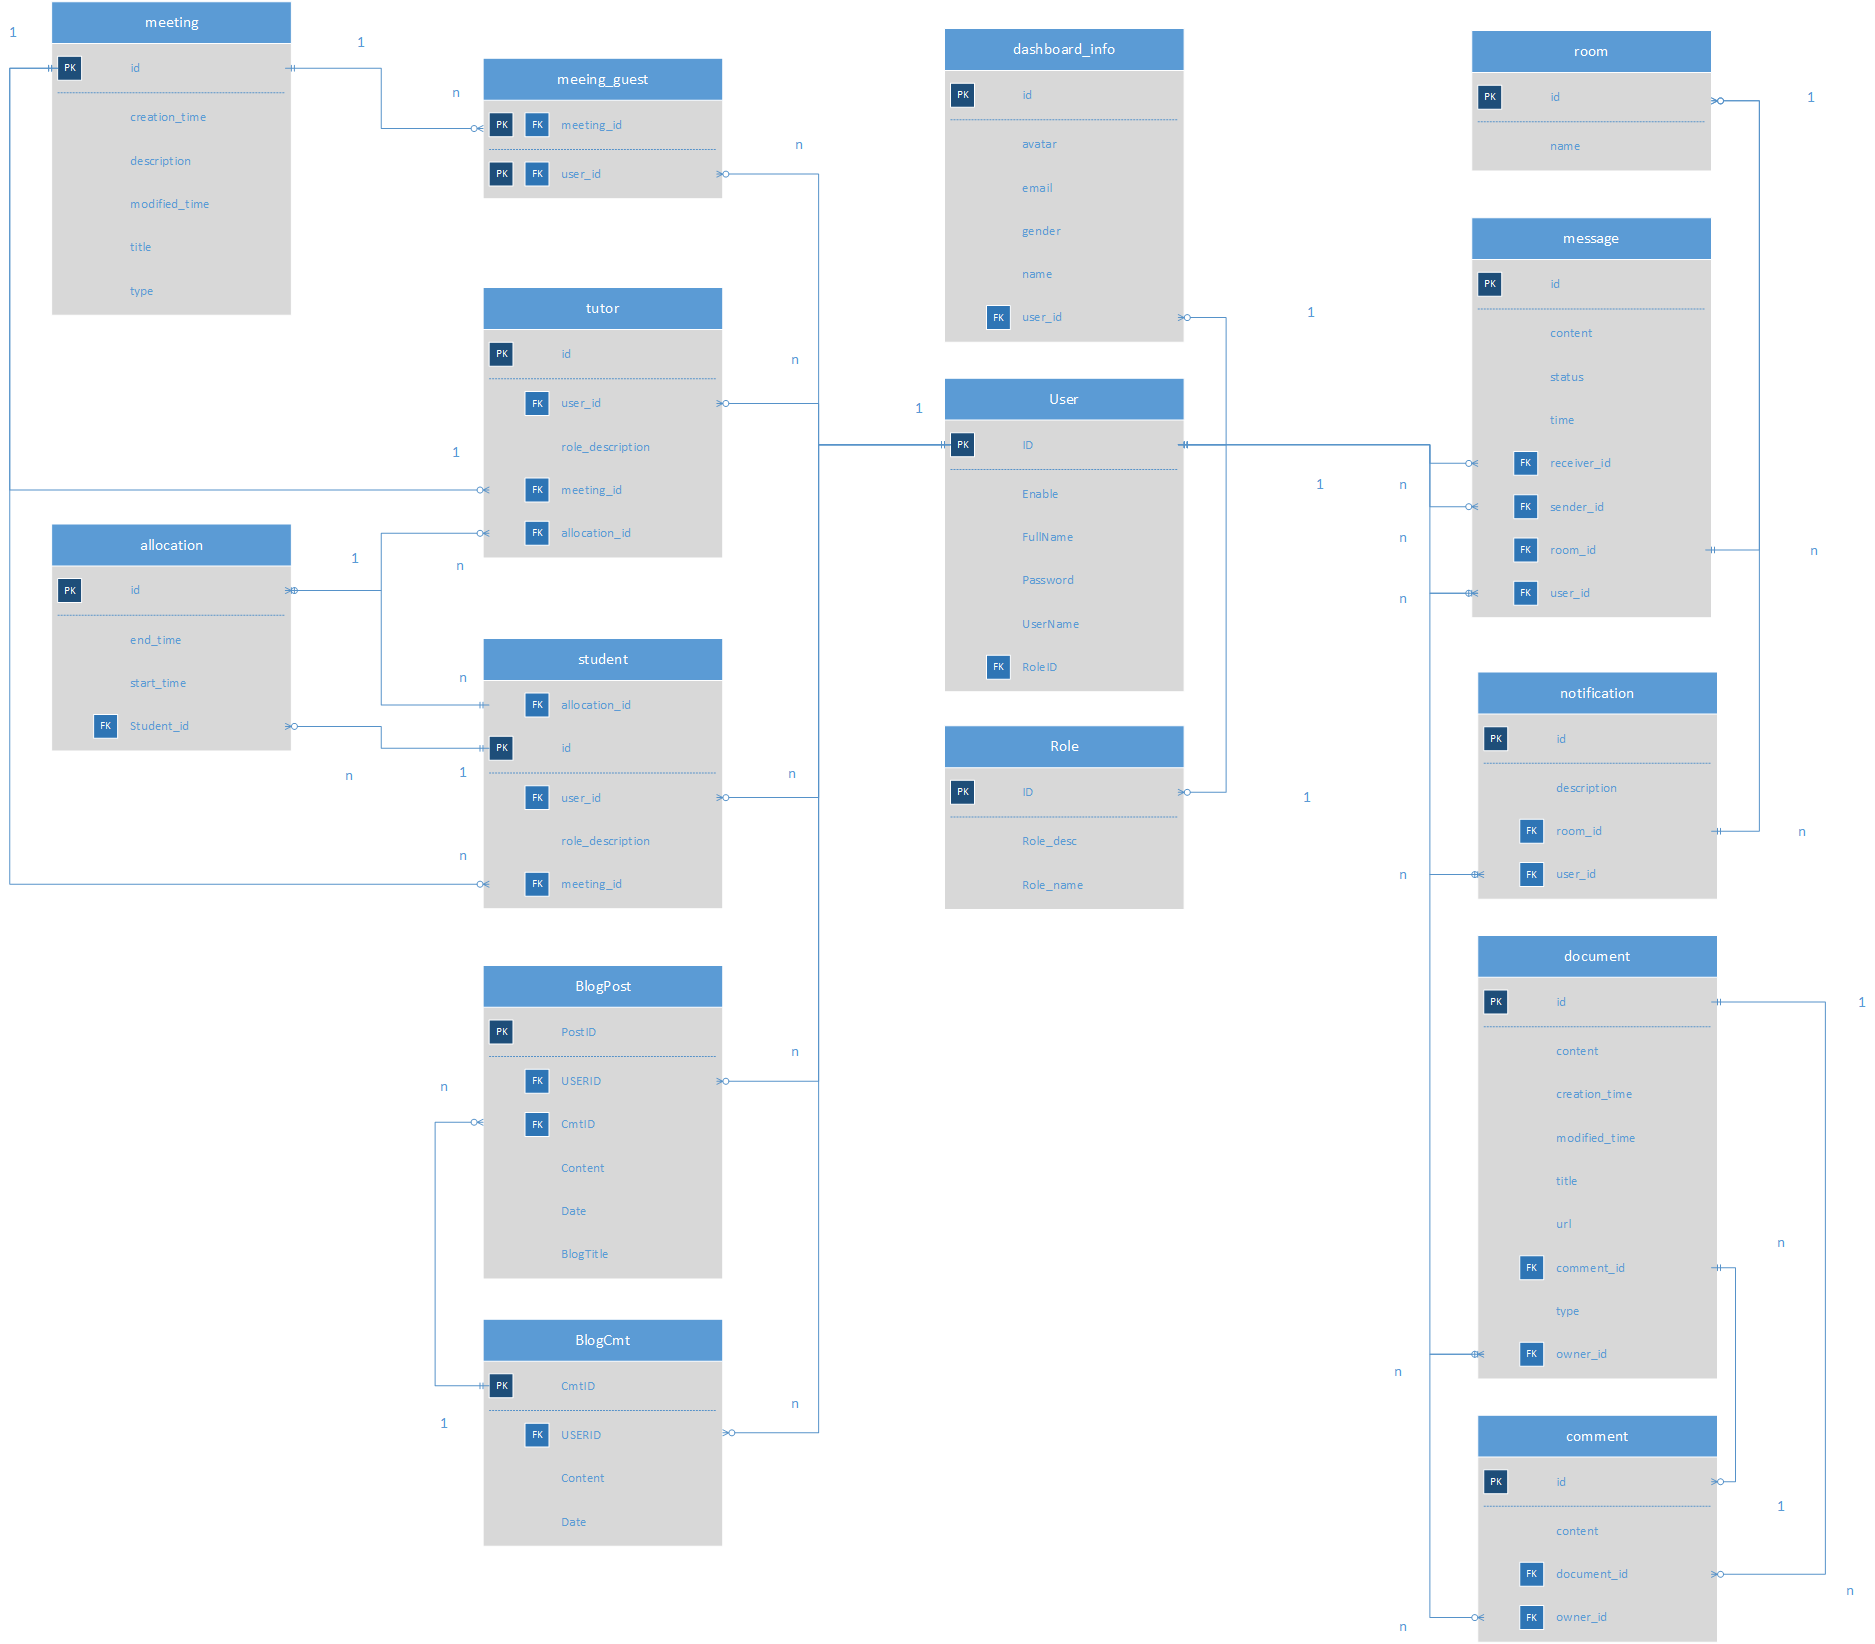 meeting
PK id
creation_time
description
modified_time
title
type
1
1
n
meeing_guest
PK FK meeting_id
PK FK user_id
n
tutor
PK id
FK user_id
role_description
FK meeting_id
FK allocation_id
n
1
n
allocation
PK id
end_time
start_time
FK Student_id
1
n
student
FK allocation_id
PK id
FK user_id
role_description
FK meeting_id
n
1
n
n
BlogPost
PK PostID
FK USERID
FK CmtID
Content
Date
BlogTitle
n
n
BlogCmt
PK CmtID
FK USERID
Content
Date
1
n
dashboard_info
PK id
avatar
email
gender
name
FK user_id
1
User
PK ID
Enable
FullName
Password
UserName
FK RoleID
1
1
Role
PK ID
Role_desc
Role_name
1
room
PK id
name
1
message
PK id
content
status
time
FK receiver_id
FK sender_id
FK room_id
FK user_id
n
n
n
n
notification
PK id
description
FK room_id
FK user_id
n
n
document
PK id
content
creation_time
modified_time
title
url
FK comment_id
type
FK owner_id
1
n
n
comment
PK id
content
FK document_id
FK owner_id
1
n
n